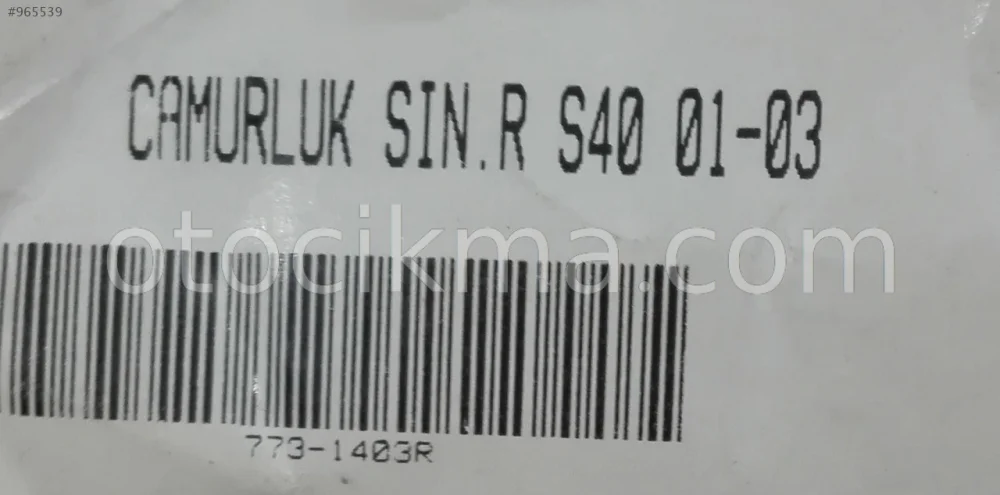 #965539
CAMURLUK SIN.R S40 01-03
otocikma.com
773-1403R